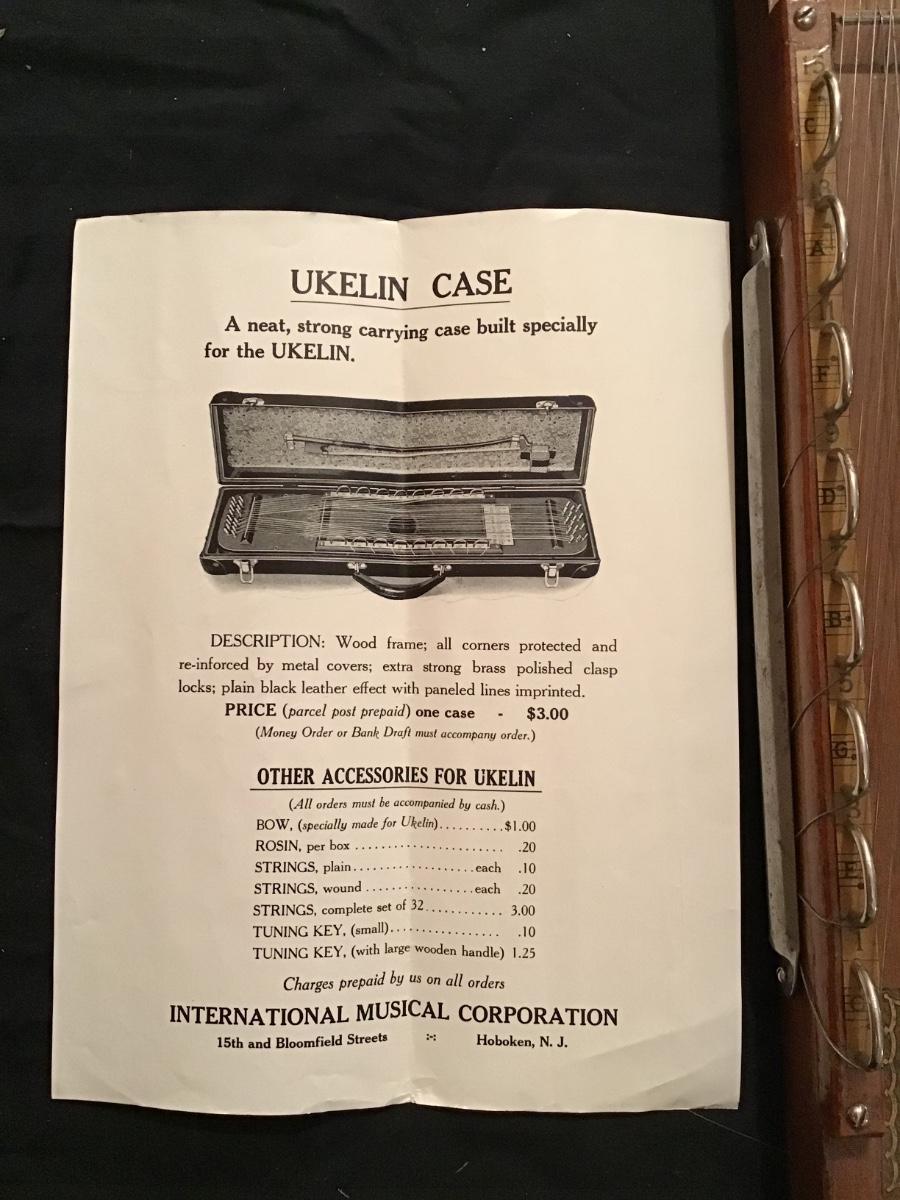 UKELIN CASE
A neat, strong carrying case built specially
for the UKELIN.
DESCRIPTION: Wood frame; all corners protected and
re-inforced by metal covers; extra strong brass polished clasp
locks; plain black leather effect with paneled lines imprinted.
PRICE (parcel post prepaid) one case - $3.00
(Money Order or Bank Draft must accompany order.)
OTHER ACCESSORIES FOR UKELIN
(All orders must be accompanied by cash.)
BOW, (specially made for Ukelin)..........$1.00
ROSIN, per box ....................... .20
STRINGS, plain...................each .10
STRINGS, wound .................each .20
STRINGS, complete set of 32............ 3.00
TUNING KEY, (small)................. .10
TUNING KEY, (with large wooden handle) 1.25
Charges prepaid by us on all orders
INTERNATIONAL MUSICAL CORPORATION
15th and Bloomfield Streets :-: Hoboken, N. J.
C
A
F
D
B
G
E